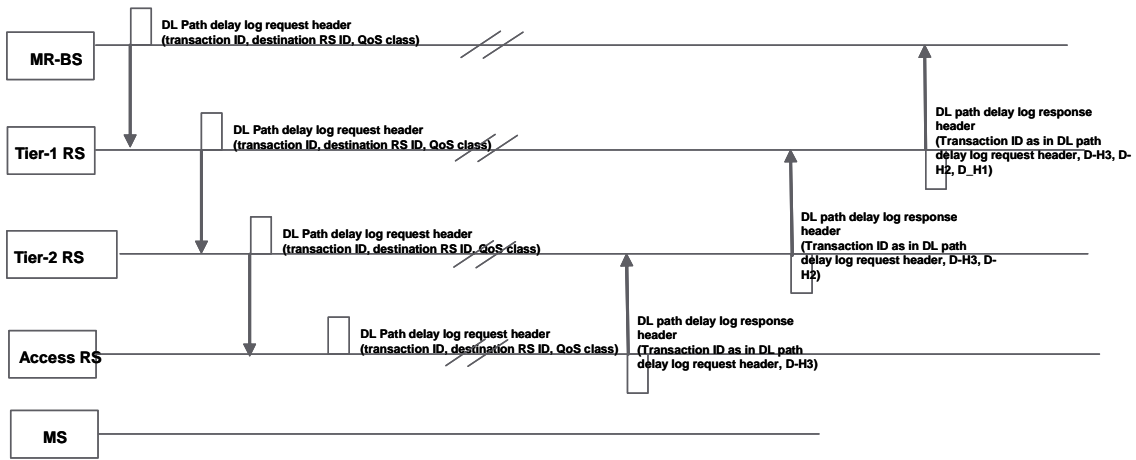 DL Path delay log request header
(transaction ID, destination RS ID, QoS class)
MR-BS
DL path delay log response
header
(Transaction ID as in DL path
delay log request header, D-H3, D-
H2, D_H1)
DL Path delay log request header
(transaction ID, destination RS ID, QoS class)
Tier-1 RS
DL path delay log response
header
(Transaction ID as in DL path
delay log request header, D-H3, D-
H2)
DL Path delay log request header
(transaction ID, destination RS ID, QoS class)
Tier-2 RS
DL path delay log response
header
(Transaction ID as in DL path
delay log request header, D-H3)
DL Path delay log request header
(transaction ID, destination RS ID, QoS class)
Access RS
MS